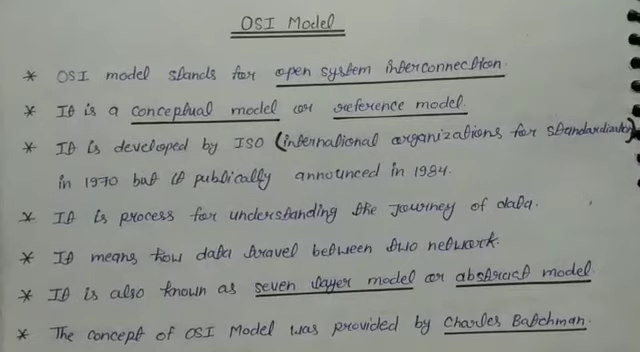 OSI Model
* OSI model stands for open system interconnection.
* It is a conceptual model or reference model.
* It is developed by ISO (international organizations for standardization)
in 1970 but it publically announced in 1984.
* It is process for understanding the Journey of data.
* It means how data travel between two network.
* It is also known as seven layer model or abstract model
* The concept of OSI Model was provided by Charles Batchman.